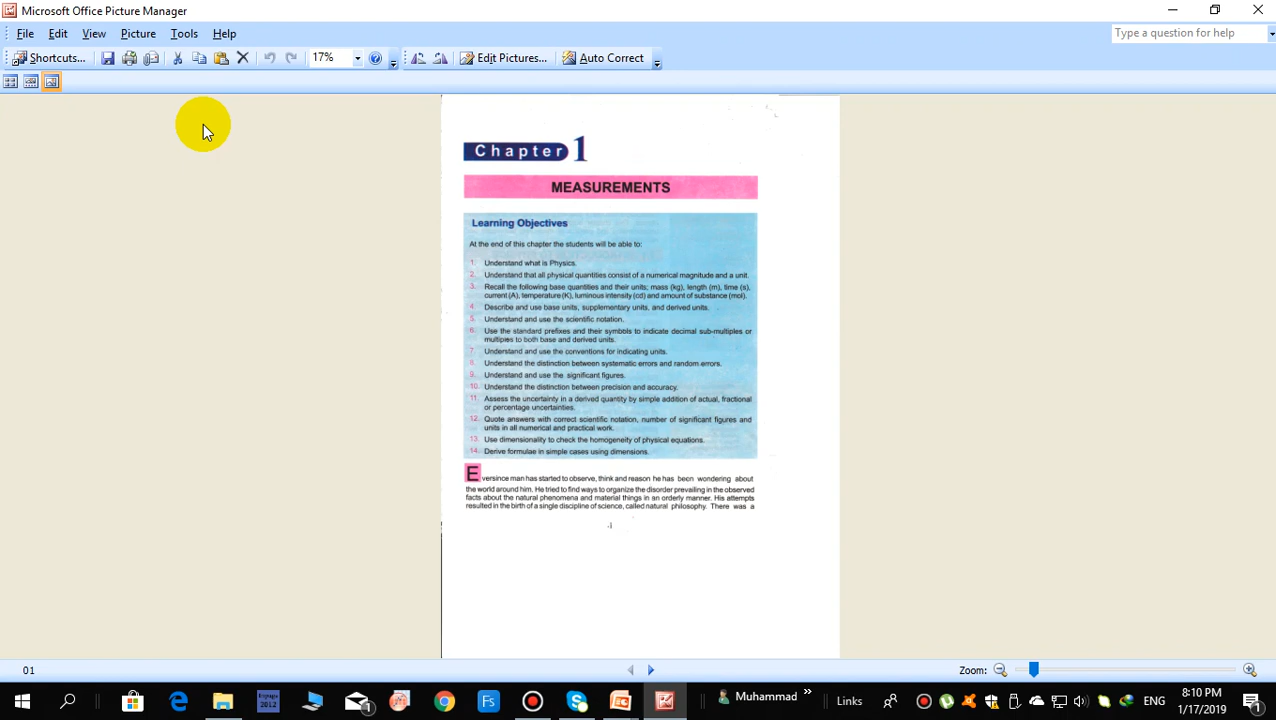 Microsoft Office Picture Manager
File Edit View Picture Tools Help
Type a question for help
Shortcuts... 17% Edit Pictures... Auto Correct
Chapter 1
MEASUREMENTS
Learning Objectives
At the end of this chapter the students will be able to:
1. Understand what is Physics.
2. Understand that all physical quantities consist of a numerical magnitude and a unit.
3. Recall the following base quantities and their units; mass (kg), length (m), time (s),
current (A), temperature (K), luminous intensity (cd) and amount of substance (mol).
4. Describe and use base units, supplementary units, and derived units.
5. Understand and use the scientific notation.
6. Use the standard prefixes and their symbols to indicate decimal sub-multiples or
multiples to both base and derived units.
7. Understand and use the conventions for indicating units.
8. Understand the distinction between systematic errors and random errors.
9. Understand and use the significant figures.
10. Understand the distinction between precision and accuracy.
11. Assess the uncertainty in a derived quantity by simple addition of actual, fractional
or percentage uncertainties.
12. Quote answers with correct scientific notation, number of significant figures and
units in all numerical and practical work.
13. Use dimensionality to check the homogeneity of physical equations.
14. Derive formulae in simple cases using dimensions.
Eversince man has started to observe, think and reason he has been wondering about
the world around him. He tried to find ways to organize the disorder prevailing in the observed
facts about the natural phenomena and material things in an orderly manner. His attempts
resulted in the birth of a single discipline of science, called natural philosophy. There was a
01
Zoom:
Engage
2012
Fs
Muhammad »
Links
ENG
6:10 PM
1/17/2019